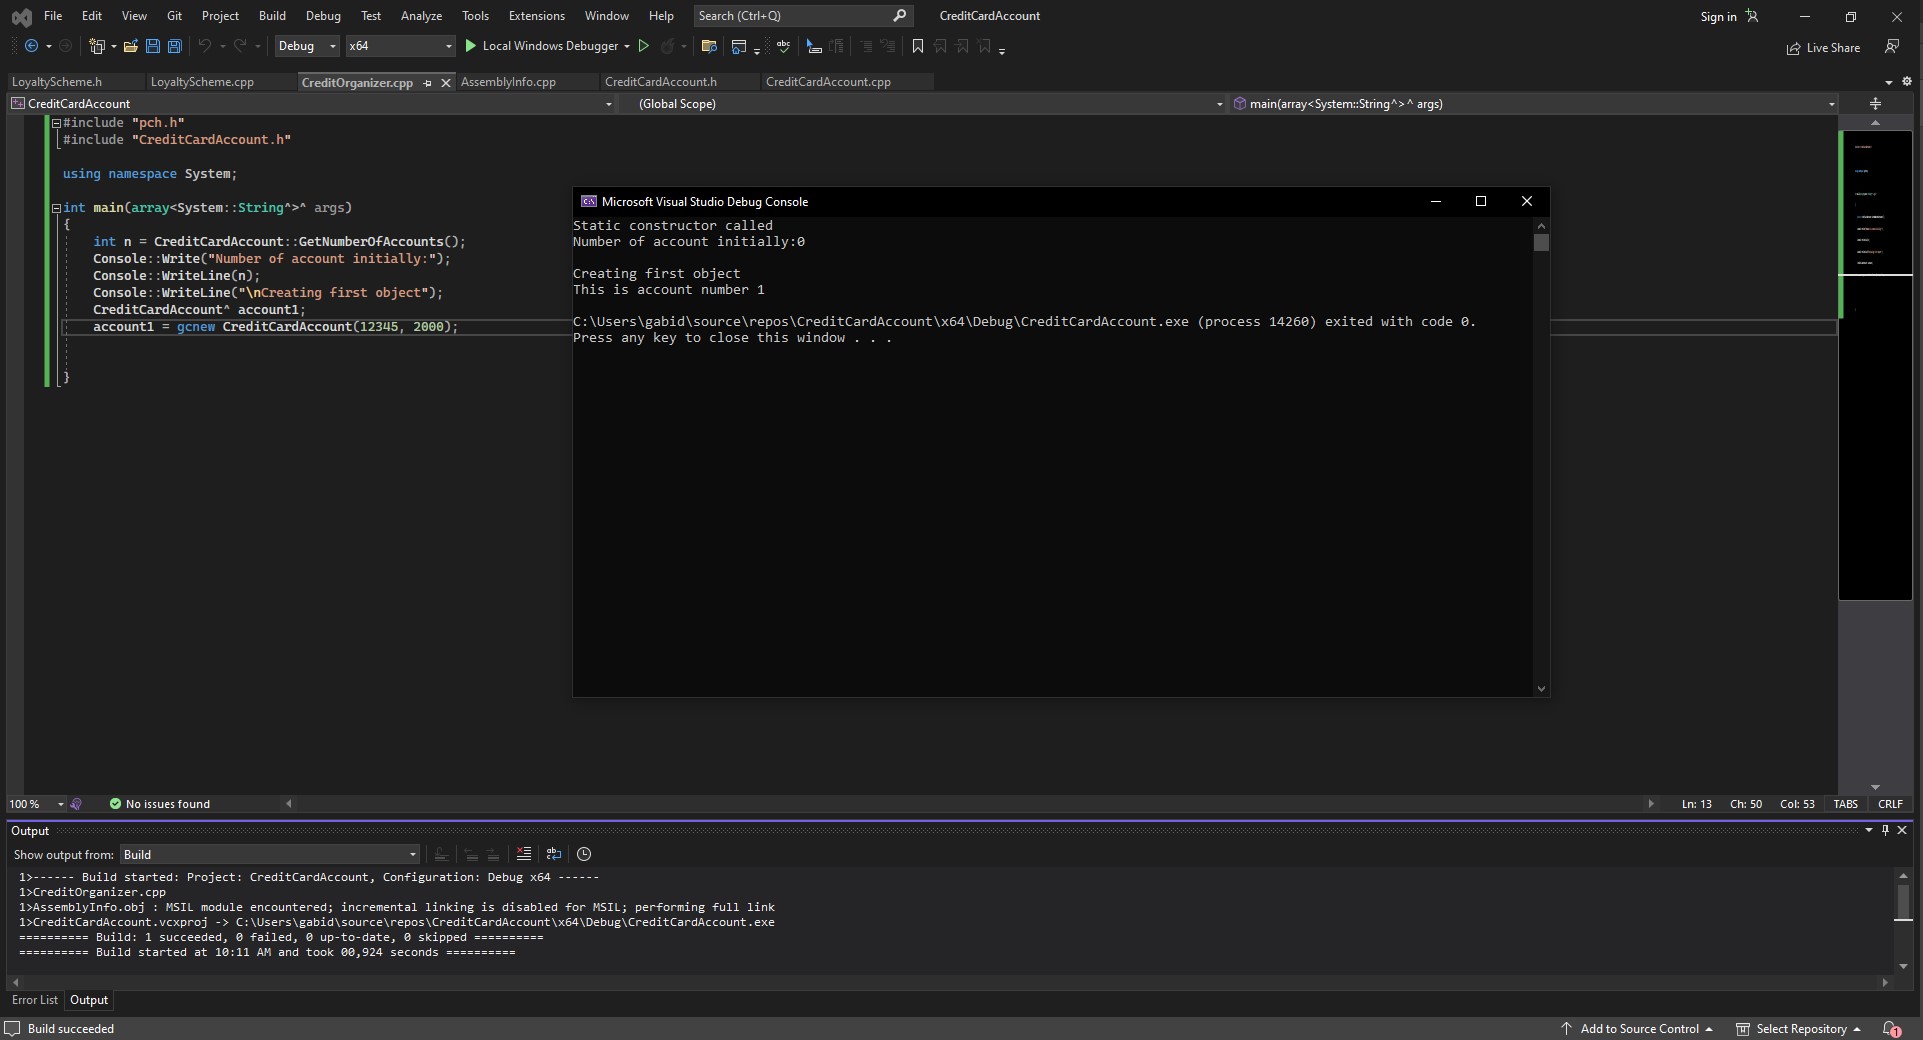 File Edit View Git Project Build Debug Test Analyze Tools Extensions Window Help Search (Ctrl+Q) CreditCardAccount Sign in
Debug x64 Local Windows Debugger Live Share
LoyaltyScheme.h LoyaltyScheme.cpp CreditOrganizer.cpp AssemblyInfo.cpp CreditCardAccount.h CreditCardAccount.cpp
CreditCardAccount (Global Scope) main(array<System::String^>^ args)
#include "pch.h"
#include "CreditCardAccount.h"
using namespace System;
int main(array<System::String^>^ args)
{
int n = CreditCardAccount::GetNumberOfAccounts();
Console::Write("Number of account initially:");
Console::WriteLine(n);
Console::WriteLine("\nCreating first object");
CreditCardAccount^ account1;
account1 = gcnew CreditCardAccount(12345, 2000);
}
Microsoft Visual Studio Debug Console
Static constructor called
Number of account initially:0
Creating first object
This is account number 1
C:\Users\gabid\source\repos\CreditCardAccount\x64\Debug\CreditCardAccount.exe (process 14260) exited with code 0.
Press any key to close this window . . .
100 % No issues found Ln: 13 Ch: 50 Col: 53 TABS CRLF
Output
Show output from: Build
1>------ Build started: Project: CreditCardAccount, Configuration: Debug x64 ------
1>CreditOrganizer.cpp
1>AssemblyInfo.obj : MSIL module encountered; incremental linking is disabled for MSIL; performing full link
1>CreditCardAccount.vcxproj -> C:\Users\gabid\source\repos\CreditCardAccount\x64\Debug\CreditCardAccount.exe
========== Build: 1 succeeded, 0 failed, 0 up-to-date, 0 skipped ==========
========== Build started at 10:11 AM and took 00,924 seconds ==========
Error List Output
Build succeeded Add to Source Control Select Repository 1